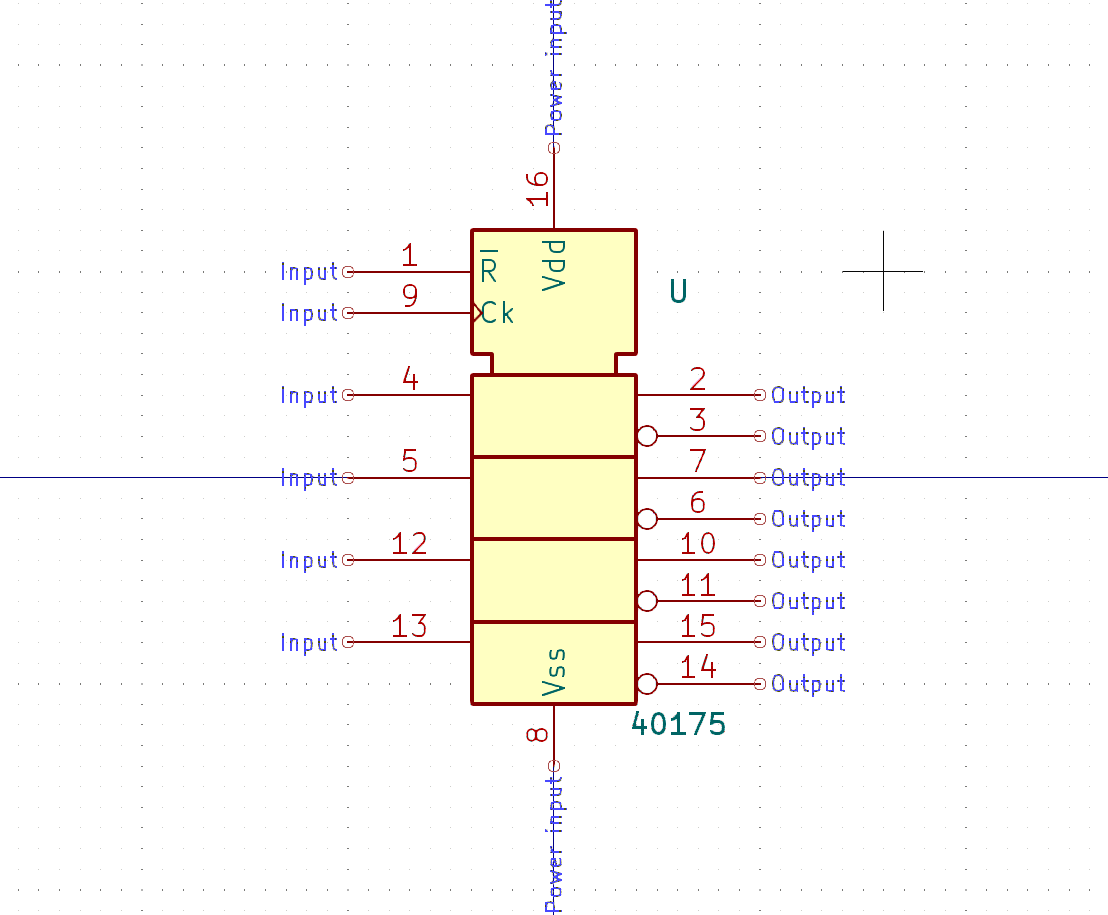 Power input
16
Vdd
Input 1 R
Input 9 Ck
U
Input 4 2 Output
3 Output
Input 5 7 Output
6 Output
Input 12 10 Output
11 Output
Input 13 15 Output
Vss 14 Output
40175
8
Power input